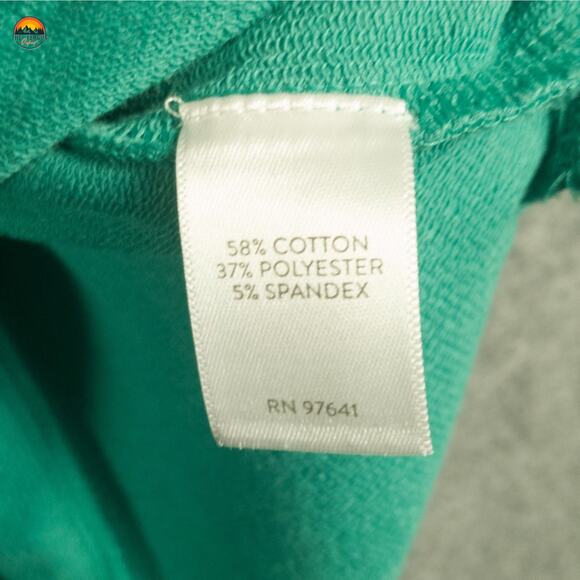 58% COTTON
37% POLYESTER
5% SPANDEX
RN 97641